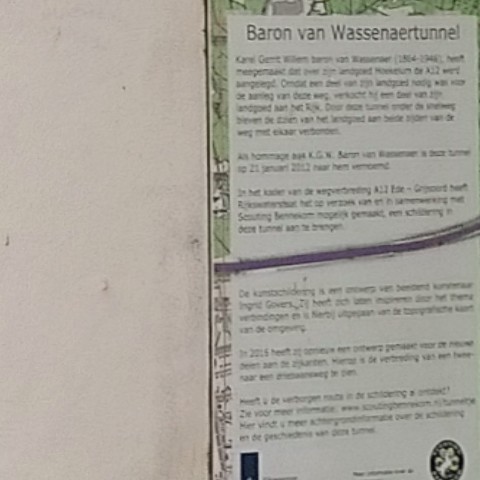 Baron van Wassenaertunnel
Karel Gerrit Willem baron van Wassenaer (1864-1946), heeft
meegemaakt dat over zijn landgoed Hoekelum de A12 werd
aangelegd. Omdat een deel van zijn landgoed nodig was voor
de aanleg van deze weg, verkocht hij een deel van zijn
landgoed aan het Rijk. Door deze tunnel onder de snelweg
bleven de delen van het landgoed aan beide zijden van de
weg met elkaar verbonden.
Als hommage aan K.G.W. Baron van Wassenaer is deze tunnel
op 21 januari 2012 naar hem vernoemd.
In het kader van de wegverbreding A12 Ede - Grijsoord heeft
Rijkswaterstaat het op verzoek van en in samenwerking met
Scouting Bennekom mogelijk gemaakt, een schildering in
deze tunnel aan te brengen.
De kunstschildering is een ontwerp van beeldend kunstenaar
Ingrid Govers. Zij heeft zich laten inspireren door het thema
verbindingen en is hierbij uitgegaan van de topografische kaart
van de omgeving.
In 2016 heeft zij opnieuw een ontwerp gemaakt voor de nieuwe
delen aan de zijkanten. Hierop is de verbreding van een twee-
naar een driebaansweg te zien.
Heeft u de verborgen route in de schildering al ontdekt?
Zie voor meer informatie: www.scoutingbennekom.nl/tunneltje
Hier vindt u meer achtergrondinformatie over de schildering
en de geschiedenis van deze tunnel.